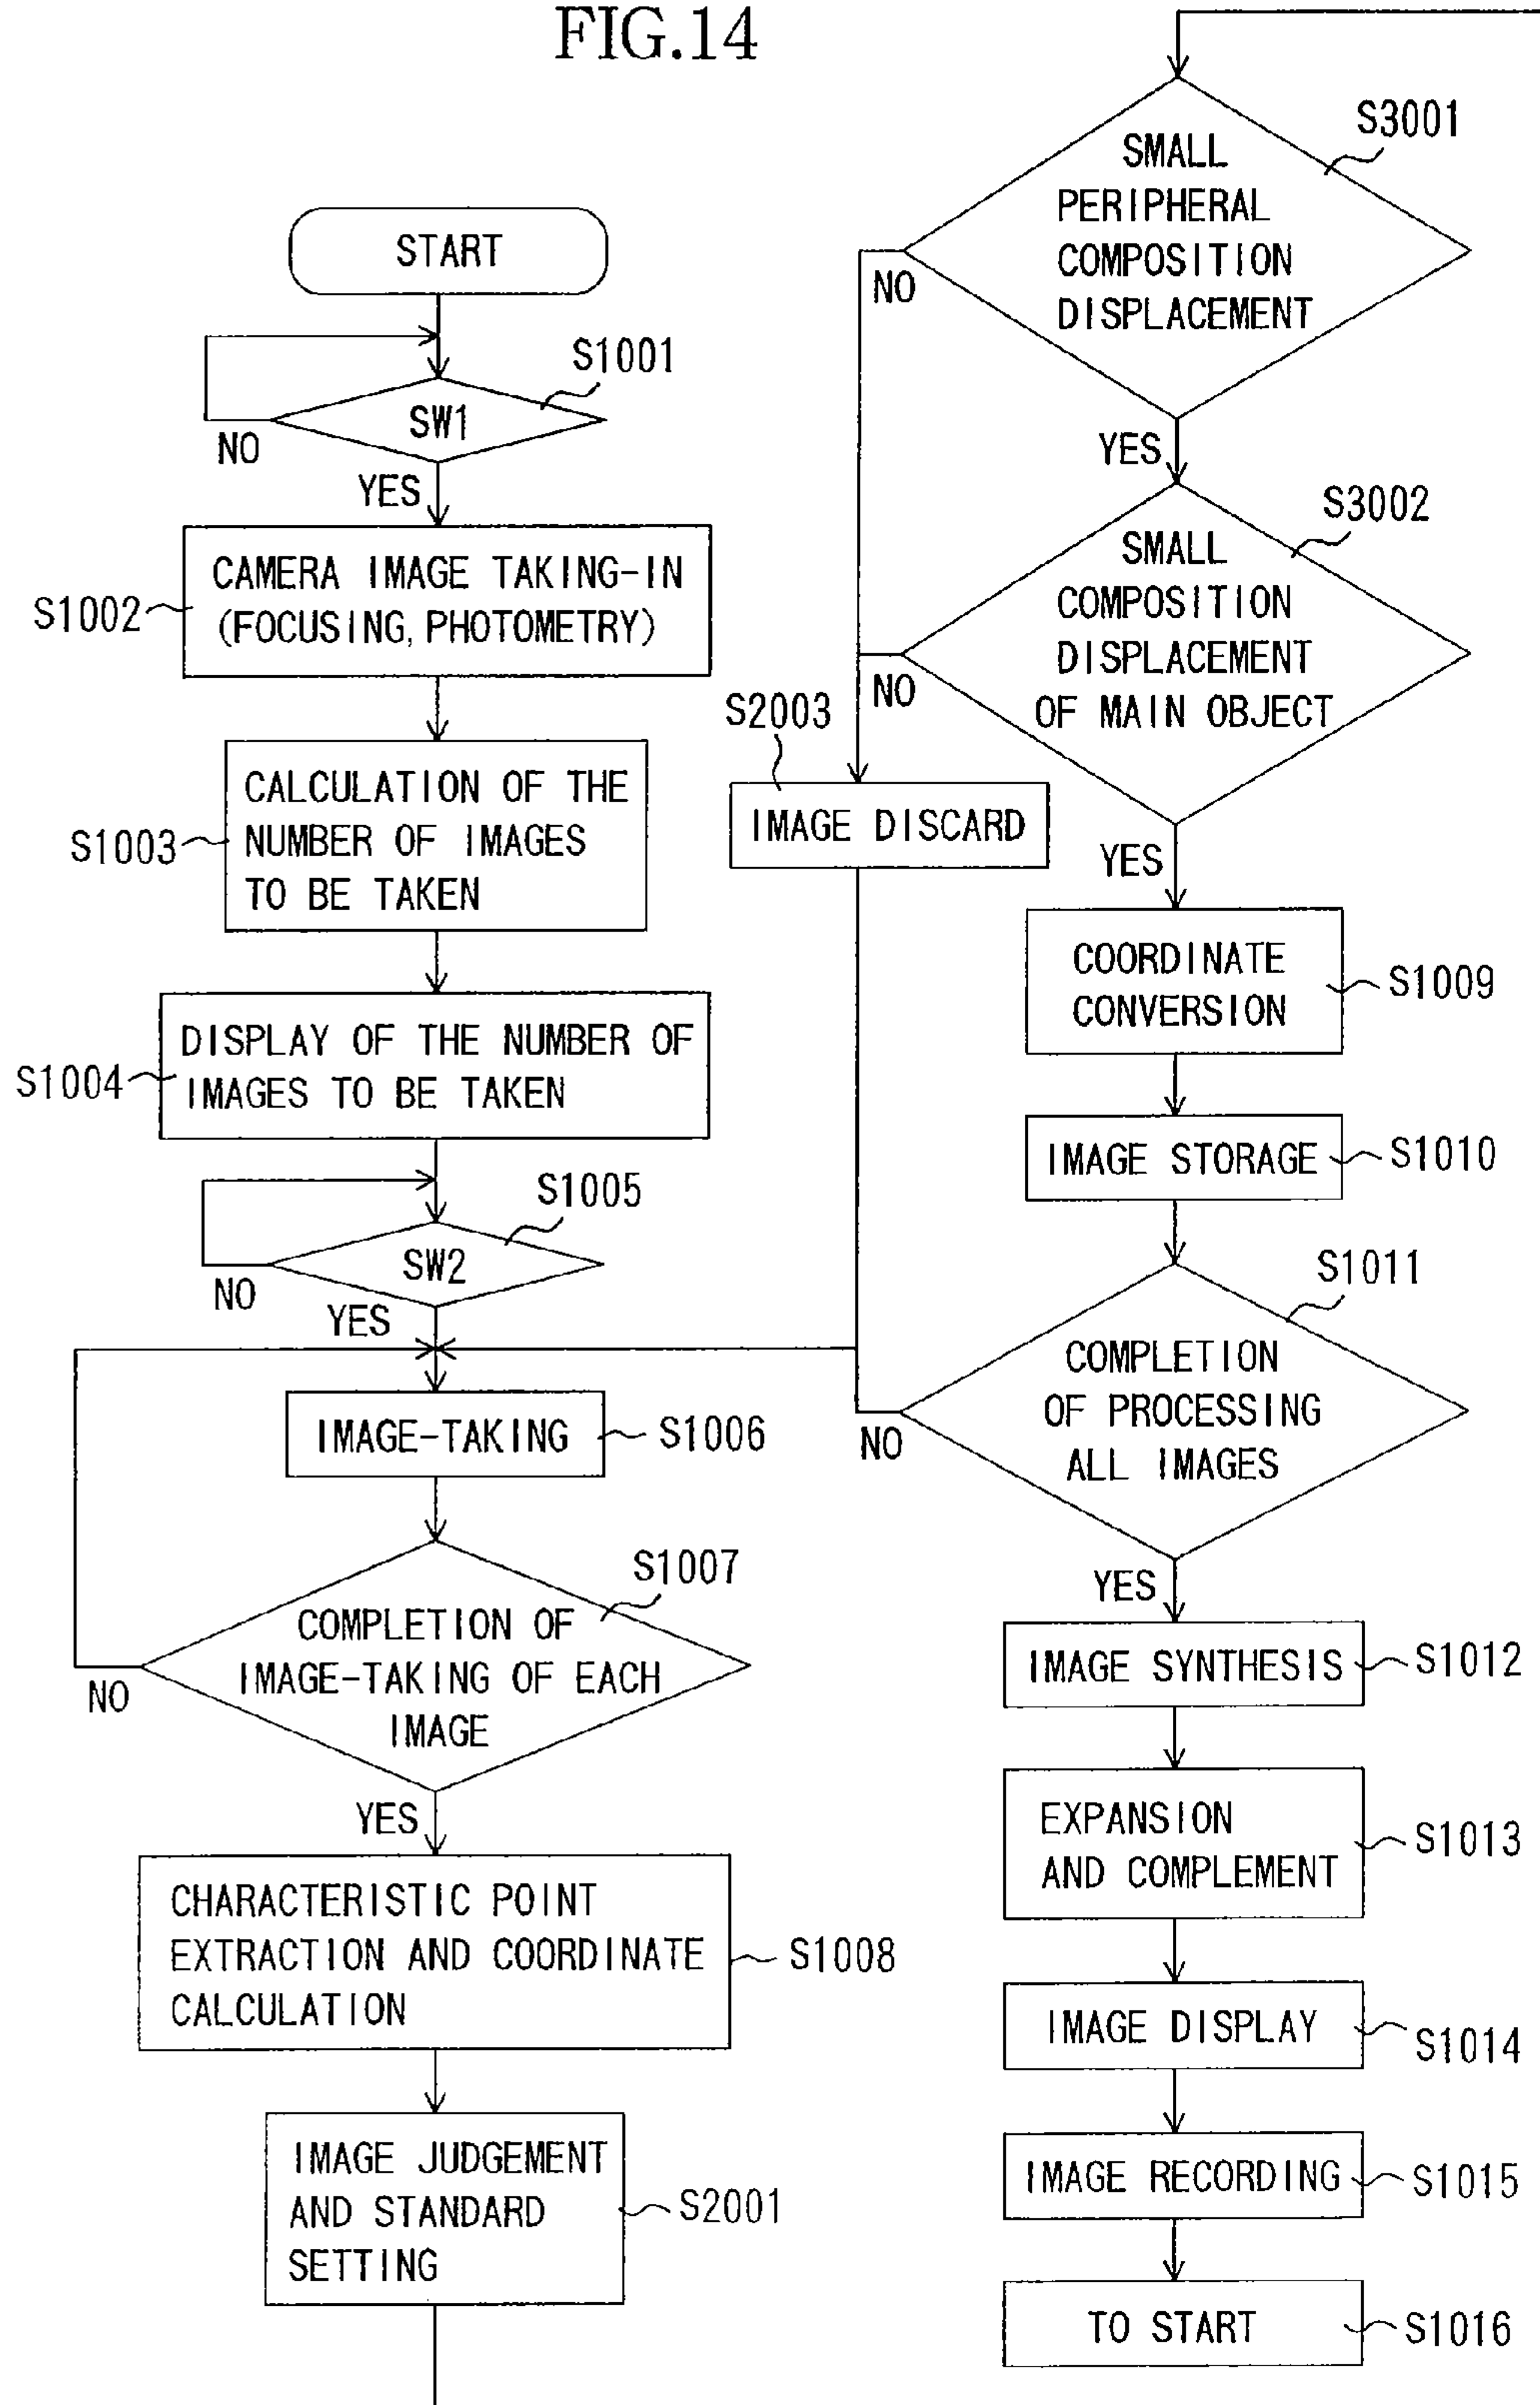 FIG.14
START
S1001
SW1
NO
YES
S1002
CAMERA IMAGE TAKING-IN
(FOCUSING, PHOTOMETRY)
S1003
CALCULATION OF THE
NUMBER OF IMAGES
TO BE TAKEN
S1004
DISPLAY OF THE NUMBER OF
IMAGES TO BE TAKEN
S1005
SW2
NO
YES
IMAGE-TAKING
S1006
S1007
COMPLETION OF
IMAGE-TAKING OF EACH
IMAGE
NO
YES
CHARACTERISTIC POINT
EXTRACTION AND COORDINATE
CALCULATION
S1008
IMAGE JUDGEMENT
AND STANDARD
SETTING
S2001
S3001
SMALL
PERIPHERAL
COMPOSITION
DISPLACEMENT
NO
YES
S3002
SMALL
COMPOSITION
DISPLACEMENT
OF MAIN OBJECT
NO
S2003
IMAGE DISCARD
YES
COORDINATE
CONVERSION
S1009
IMAGE STORAGE
S1010
S1011
COMPLETION
OF PROCESSING
ALL IMAGES
NO
YES
IMAGE SYNTHESIS
S1012
EXPANSION
AND COMPLEMENT
S1013
IMAGE DISPLAY
S1014
IMAGE RECORDING
S1015
TO START
S1016